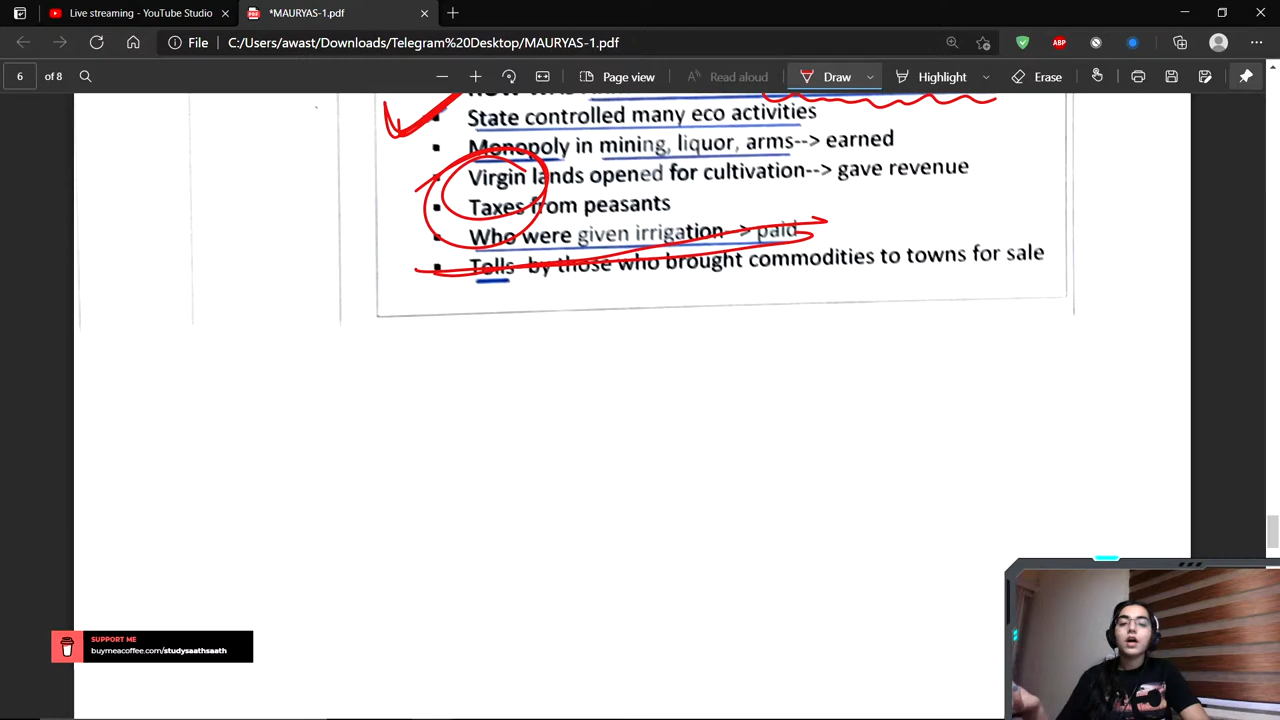 Live streaming - YouTube Studio
*MAURYAS-1.pdf
File
C:/Users/awast/Downloads/Telegram%20Desktop/MAURYAS-1.pdf
6 of 8
Page view
Read aloud
Draw
Highlight
Erase
ABP
State controlled many eco activities
Monopoly in mining, liquor, arms--> earned
Virgin lands opened for cultivation--> gave revenue
Taxes from peasants
Who were given irrigation--> paid
Tolls by those who brought commodities to towns for sale
SUPPORT ME
buymeacoffee.com/studysaathsaath